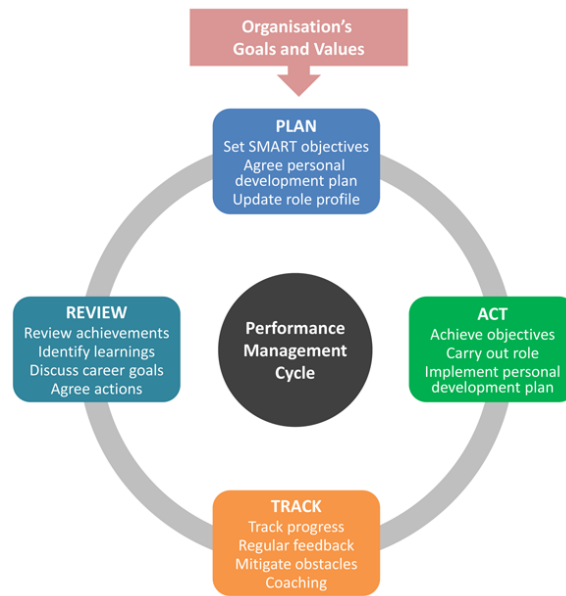 Organisation's
Goals and Values
PLAN
Set SMART objectives
Agree personal
development plan
Update role profile
REVIEW
Review achievements
Identify learnings
Discuss career goals
Agree actions
Performance
Management
Cycle
ACT
Achieve objectives
Carry out role
Implement personal
development plan
TRACK
Track progress
Regular feedback
Mitigate obstacles
Coaching